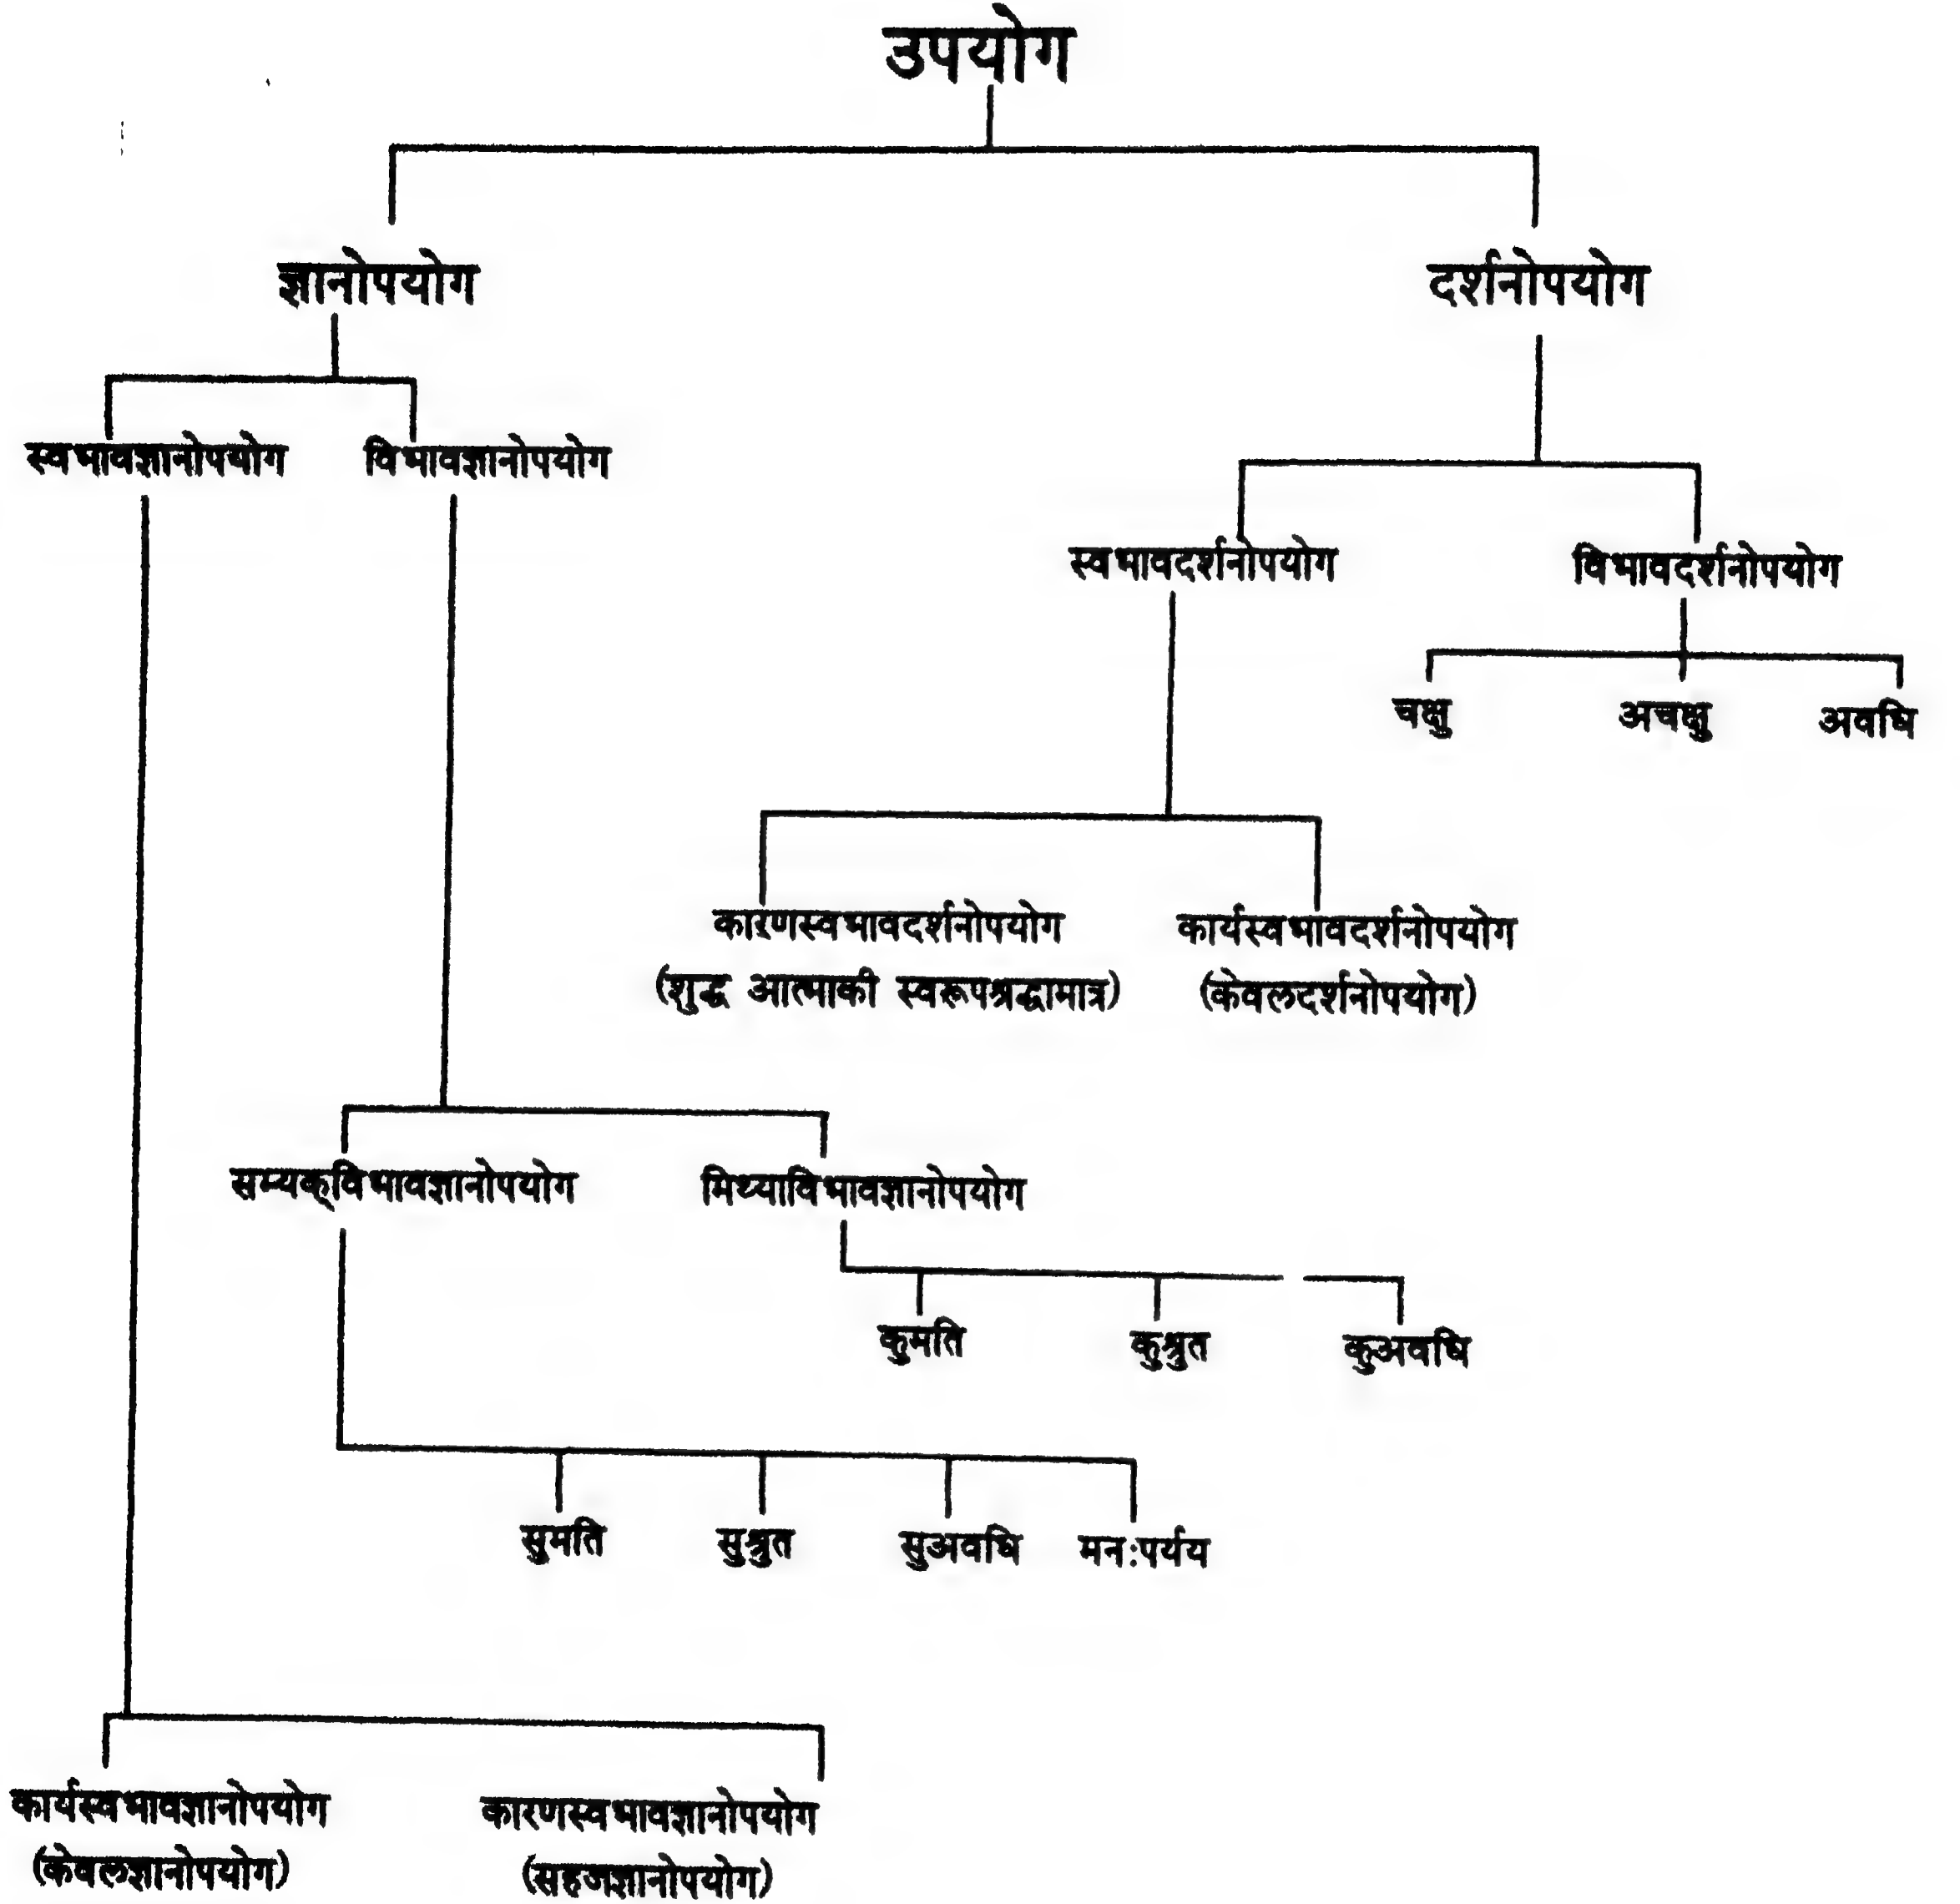 उपयोग
ज्ञानोपयोग दर्शनोपयोग
स्वभावज्ञानोपयोग विभावज्ञानोपयोग
स्वभावदर्शनोपयोग विभावदर्शनोपयोग
चक्षु अचक्षु अवधि
कारणस्वभावदर्शनोपयोग कार्यस्वभावदर्शनोपयोग
(शुद्ध आत्माकी स्वरूपश्रद्धामात्र) (केवलदर्शनोपयोग)
सम्यक्‌विभावज्ञानोपयोग मिथ्याविभावज्ञानोपयोग
कुमति कुश्रुत कुअवधि
सुमति सुश्रुत सुअवधि मनःपर्यय
कार्यस्वभावज्ञानोपयोग कारणस्वभावज्ञानोपयोग
(केवलज्ञानोपयोग) (सहजज्ञानोपयोग)